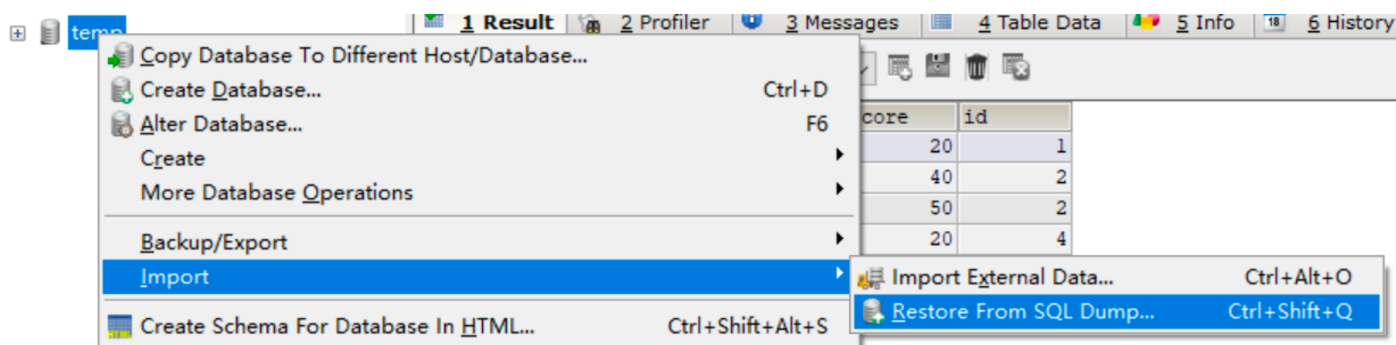 temp
1 Result 2 Profiler 3 Messages 4 Table Data 5 Info 18 6 History
Copy Database To Different Host/Database...
Create Database... Ctrl+D
Alter Database... F6
Create
More Database Operations
Backup/Export
Import
Create Schema For Database In HTML... Ctrl+Shift+Alt+S
core id
20 1
40 2
50 2
20 4
Import External Data... Ctrl+Alt+O
Restore From SQL Dump... Ctrl+Shift+Q